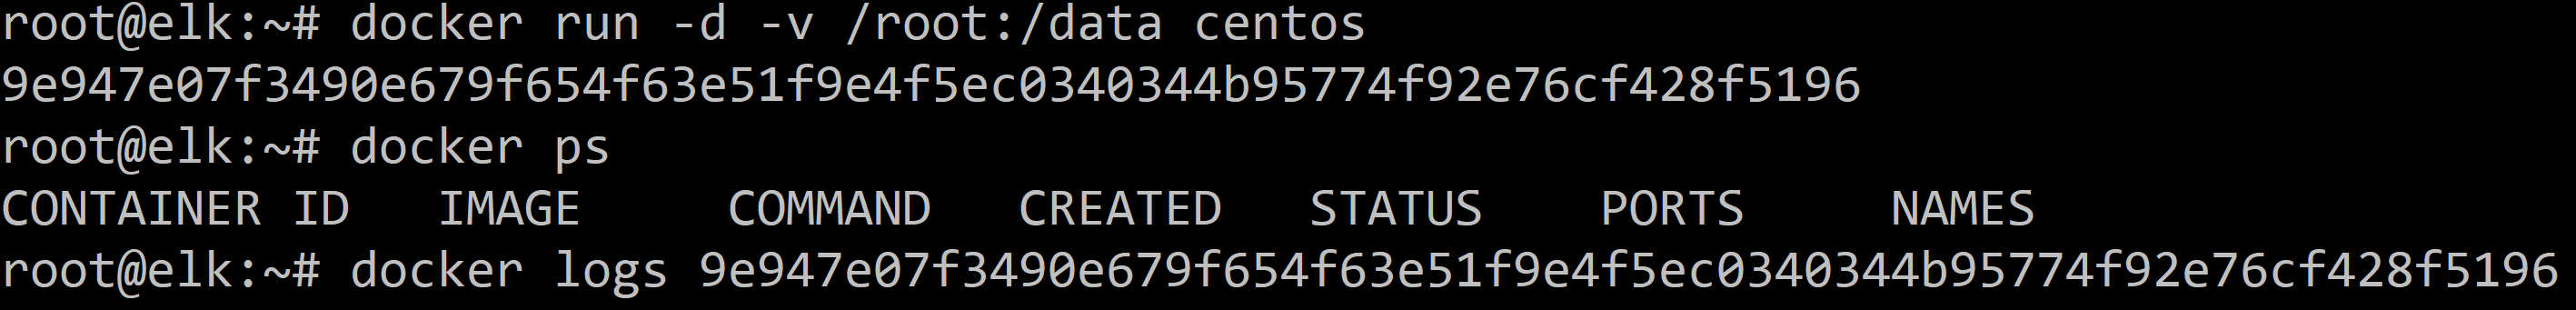 root@elk:~# docker run -d -v /root:/data centos
9e947e07f3490e679f654f63e51f9e4f5ec0340344b95774f92e76cf428f5196
root@elk:~# docker ps
CONTAINER ID   IMAGE     COMMAND   CREATED   STATUS    PORTS     NAMES
root@elk:~# docker logs 9e947e07f3490e679f654f63e51f9e4f5ec0340344b95774f92e76cf428f5196